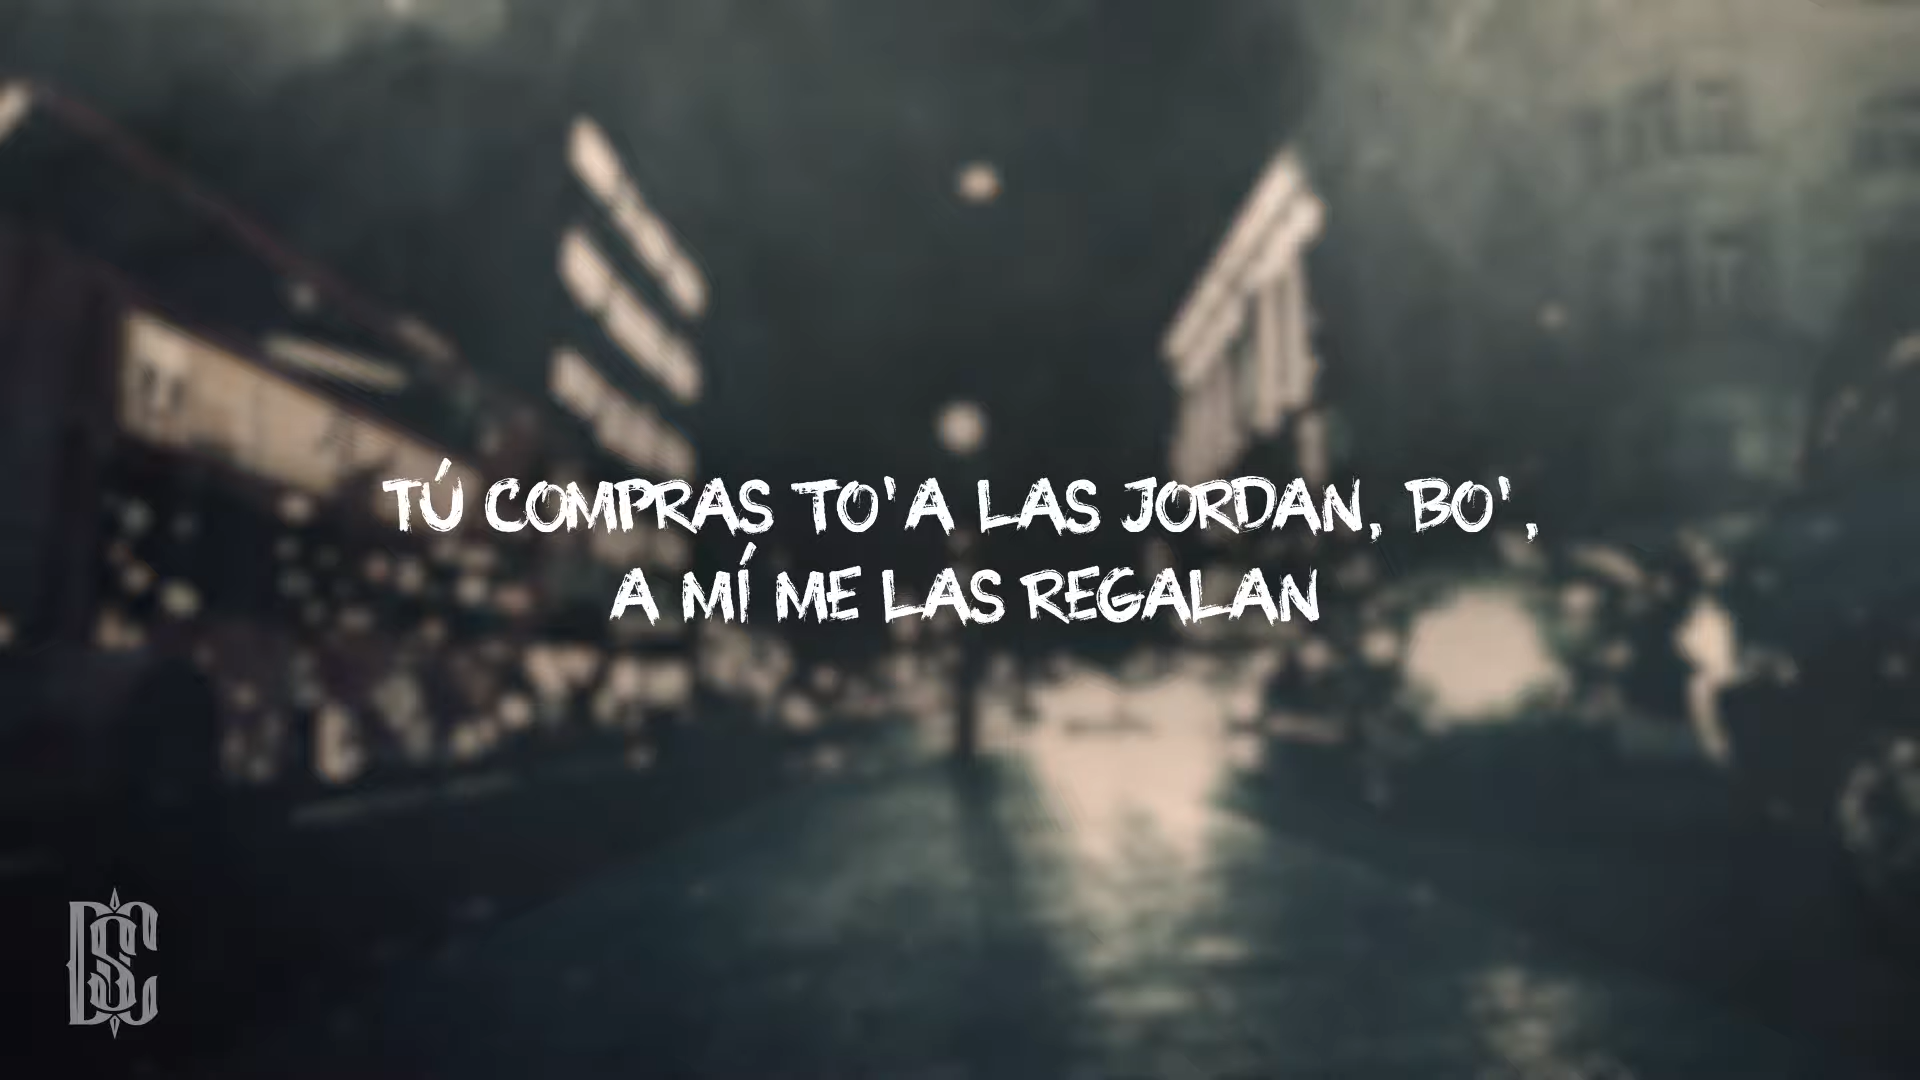 TÚ COMPRAS TO'A LAS JORDAN, BO',
A MÍ ME LAS REGALAN